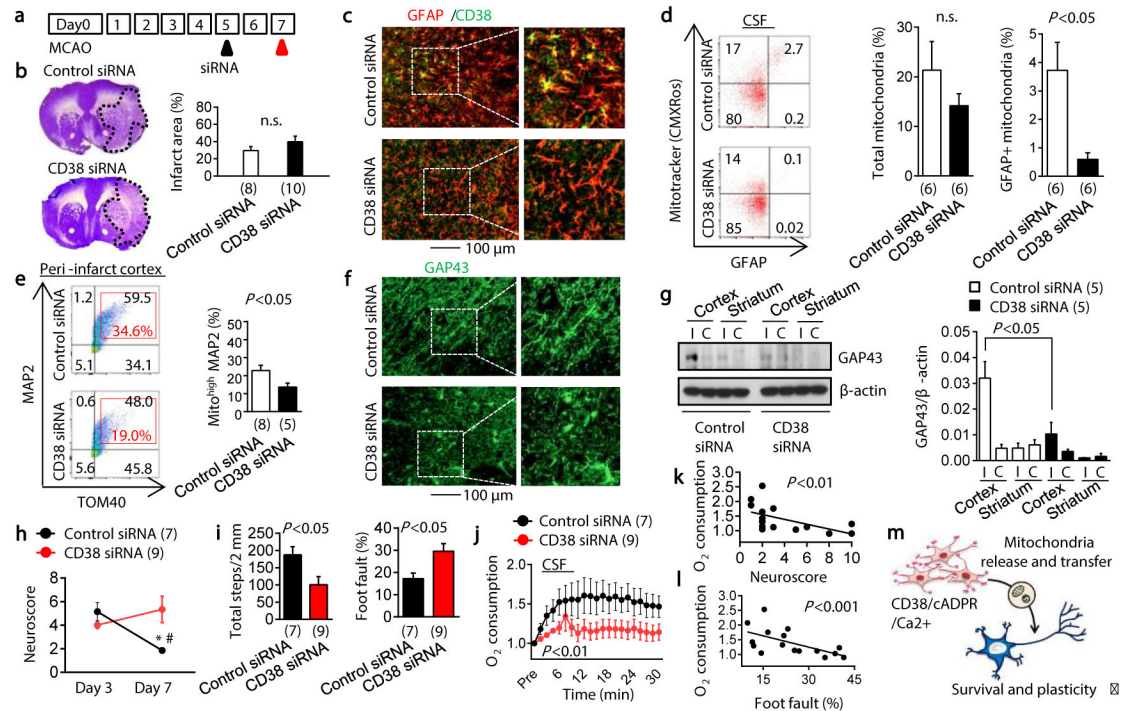 a
Day0 1 2 3 4 5 6 7
MCAO
siRNA
b
Control siRNA
CD38 siRNA
Infarct area (%)
100
80
60
40
20
0
n.s.
(8) (10)
Control siRNA
CD38 siRNA
c
GFAP /CD38
Control siRNA
CD38 siRNA
100 µm
d
CSF
Mitotracker (CMXRos)
Control siRNA
17 2.7
80 0.2
CD38 siRNA
14 0.1
85 0.02
GFAP
Total mitochondria (%)
n.s.
40
30
20
10
0
(6) (6)
Control siRNA
CD38 siRNA
GFAP+ mitochondria (%)
P<0.05
5
4
3
2
1
0
(6) (6)
Control siRNA
CD38 siRNA
e
Peri -infarct cortex
MAP2
Control siRNA
1.2 59.5
34.6%
5.1 34.1
CD38 siRNA
0.6 48.0
19.0%
5.6 45.8
TOM40
P<0.05
Mitohigh MAP2 (%)
50
40
30
20
10
0
(8) (5)
Control siRNA
CD38 siRNA
f
GAP43
Control siRNA
CD38 siRNA
100 µm
g
Cortex Striatum Cortex Striatum
I C I C I C I C
GAP43
β-actin
Control siRNA
CD38 siRNA
Control siRNA (5)
CD38 siRNA (5)
P<0.05
GAP43/β -actin
0.05
0.04
0.03
0.02
0.01
0.00
I C I C I C I C
Cortex Striatum Cortex Striatum
h
Control siRNA (7)
CD38 siRNA (9)
Neuroscore
8
6
4
2
0
* #
Day 3 Day 7
i
Total steps/2 min
P<0.05
250
200
150
100
50
0
(7) (9)
Control siRNA
CD38 siRNA
Foot fault (%)
P<0.05
40
30
20
10
0
(7) (9)
Control siRNA
CD38 siRNA
j
Control siRNA (7)
CD38 siRNA (9)
O2 consumption
CSF
2.0
1.5
1.0
P<0.01
Pre 6 12 18 24 30
Time (min)
k
O2 consumption
P<0.01
2.5
2.0
1.5
1.0
0 2 4 6 8 10
Neuroscore
l
O2 consumption
P<0.001
2.5
2.0
1.5
1.0
15 30 45
Foot fault (%)
m
Mitochondria
release and transfer
CD38/cADPR
/Ca2+
Survival and plasticity